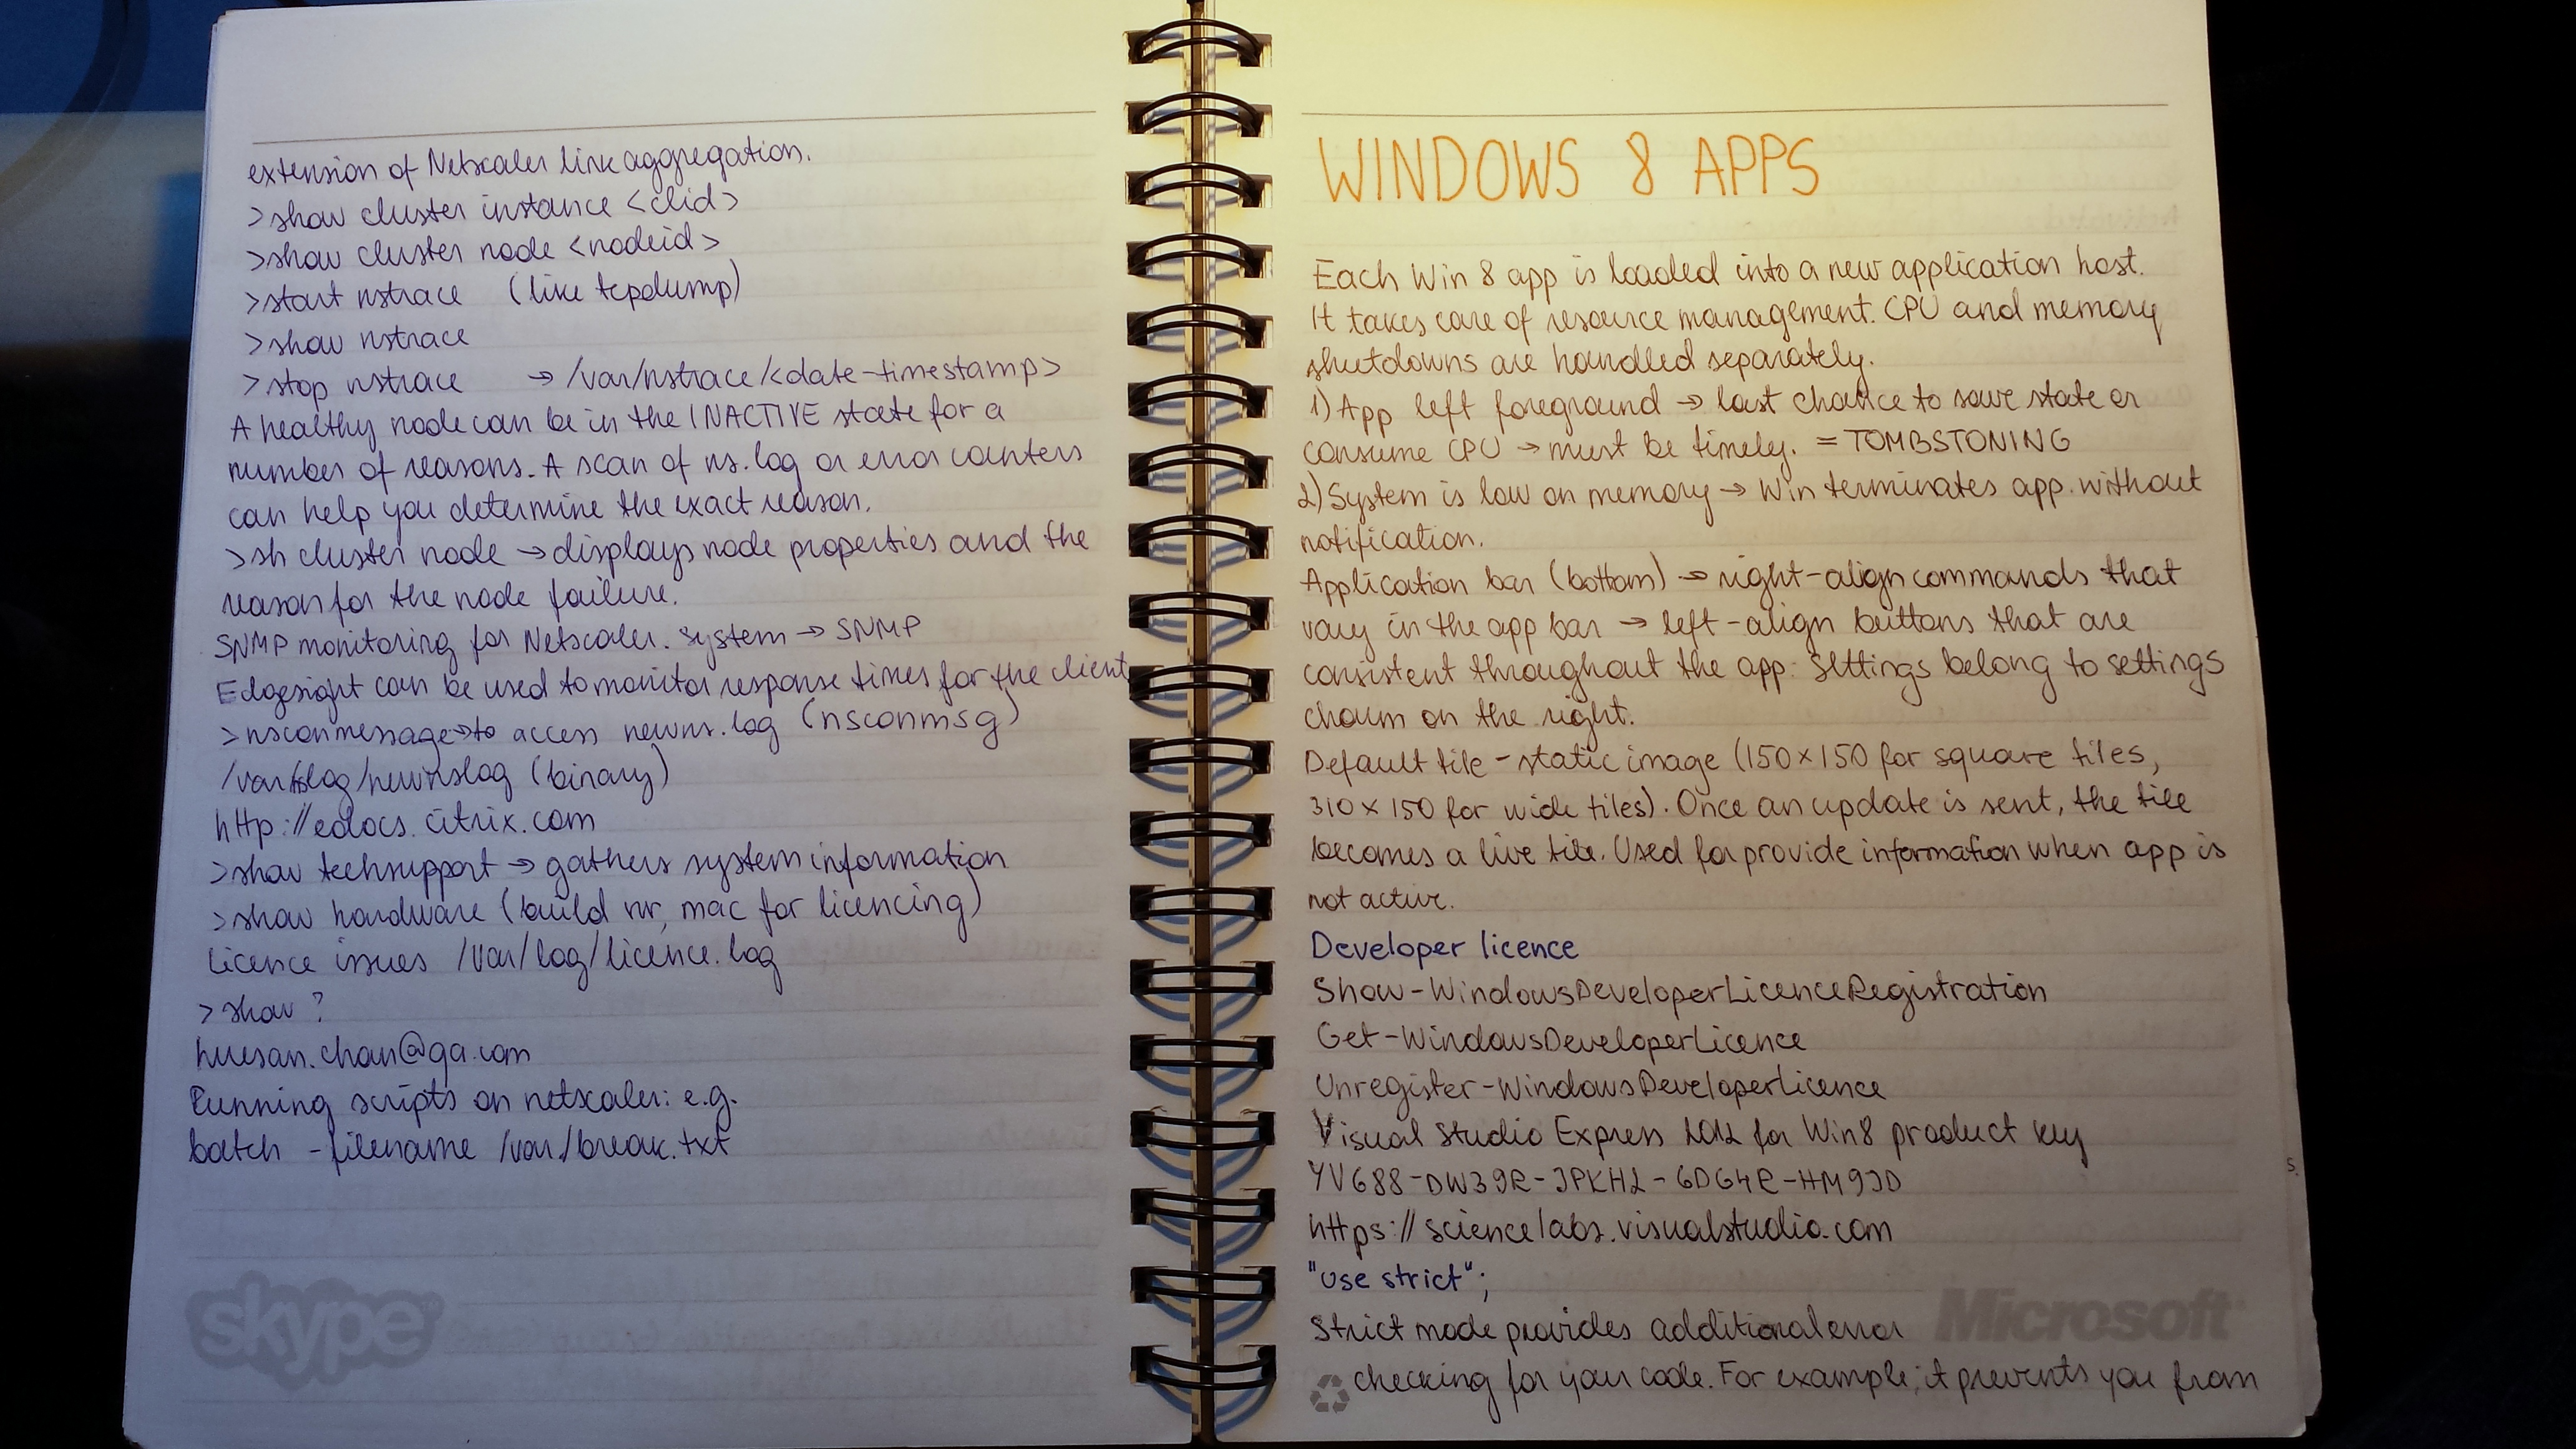 extension of Netscaler link aggregation.
>show cluster instance <clid>
>show cluster node <nodeid>
>start nstrace (like tcpdump)
>show nstrace
>stop nstrace → /var/nstrace/<date-timestamp>
A healthy node can be in the INACTIVE state for a
number of reasons. A scan of ns.log or error counters
can help you determine the exact reason.
>sh cluster node → displays node properties and the
reason for the node failure.
SNMP monitoring for Netscaler. System → SNMP
Edgesight can be used to monitor response times for the client
>nsconmessage→to access newns.log (nsconmsg)
/newnslog (binary)
http://edocs.citrix.com
>show techsupport → gathers system information
>show hardware (build nr, mac for licencing)
Licence issues /var/log/licence.log
>show ?
@qa.com
Running scripts on netscaler: e.g.
batch -filename /var/break.txt
skype
WINDOWS 8 APPS
Each Win 8 app is loaded into a new application host.
It takes care of resource management. CPU and memory
shutdowns are handled separately.
1) App left foreground → last chance to save state or
consume CPU → must be timely. = TOMBSTONING
2) System is low on memory → Win terminates app. without
notification.
Application bar (bottom) → right-align commands that
vary in the app bar → left-align buttons that are
consistent throughout the app. Settings belong to settings
charm on the right.
Default tile - static image (150×150 for square tiles,
310×150 for wide tiles). Once an update is sent, the tile
becomes a live tile. Used for provide information when app is
not active.
Developer licence
Show-WindowsDeveloperLicenceRegistration
Get-WindowsDeveloperLicence
Unregister-WindowsDeveloperLicence
Visual Studio Express 2012 for Win8 product key
YV688-DW39R-JPKH2-6DG4R-HM9JD
https://sciencelabs.visualstudio.com
"use strict";
Strict mode provides additional error
Microsoft
checking for your code. For example, it prevents you from